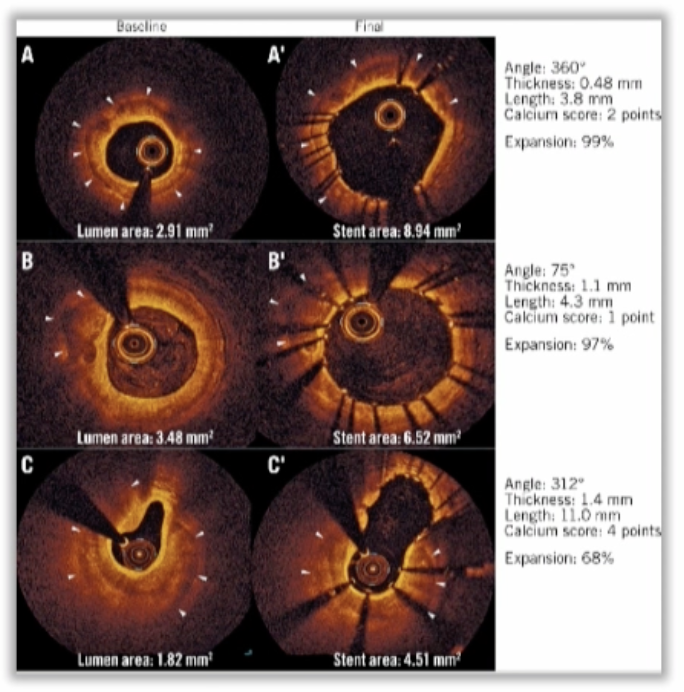 Baseline
Final
A
A'
Lumen area: 2.91 mm²
Stent area: 8.94 mm²
Angle: 360°
Thickness: 0.48 mm
Length: 3.8 mm
Calcium score: 2 points
Expansion: 99%
B
B'
Lumen area: 3.48 mm²
Stent area: 6.52 mm²
Angle: 75°
Thickness: 1.1 mm
Length: 4.3 mm
Calcium score: 1 point
Expansion: 97%
C
C'
Lumen area: 1.82 mm²
Stent area: 4.51 mm²
Angle: 312°
Thickness: 1.4 mm
Length: 11.0 mm
Calcium score: 4 points
Expansion: 68%